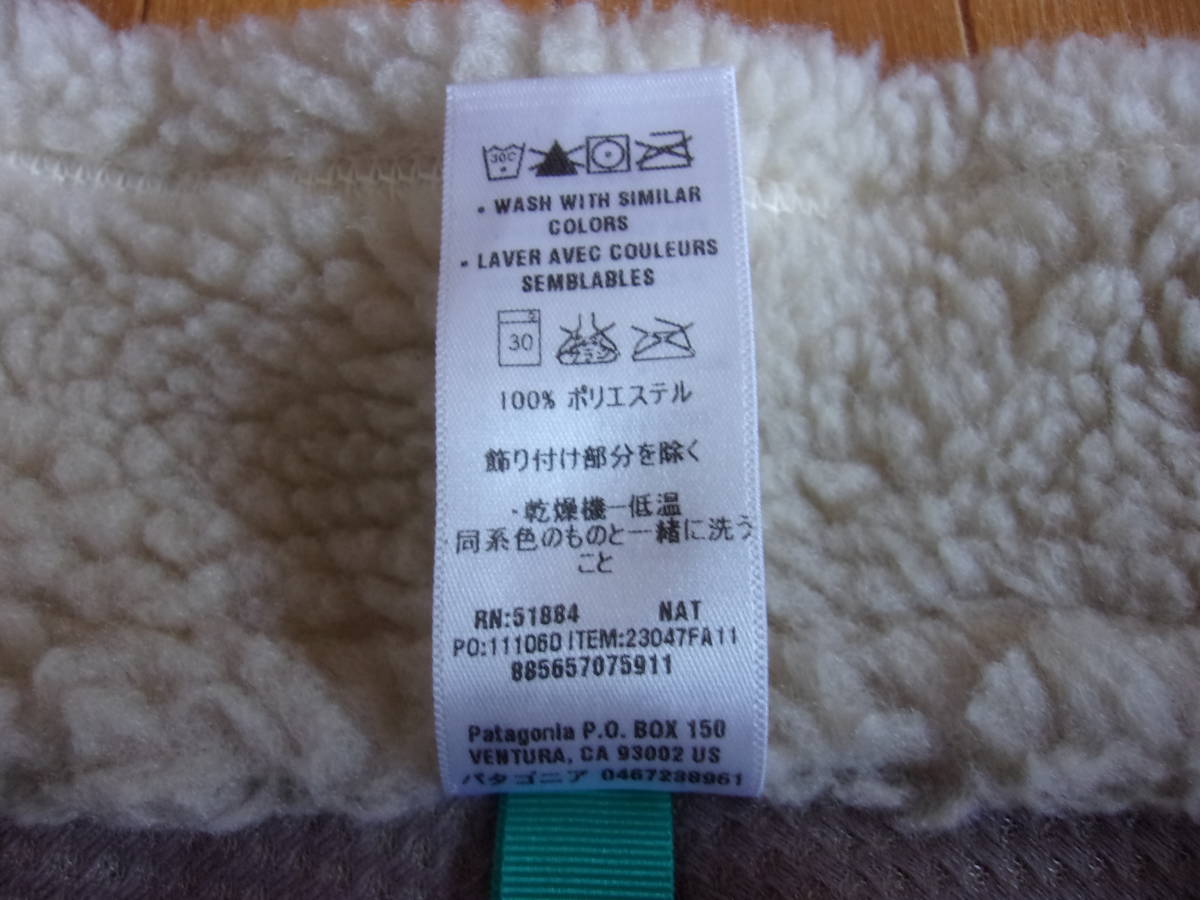 30C
• WASH WITH SIMILAR
COLORS
• LAVER AVEC COULEURS
SEMBLABLES
30
100% ポリエステル
飾り付け部分を除く
・乾燥機一低温
同系色のものと一緒に洗う
こと
RN:51884 NAT
PO:111060 ITEM:23047FA11
885657075911
Patagonia P.O. BOX 150
VENTURA, CA 93002 US
パタゴニア 0467238961